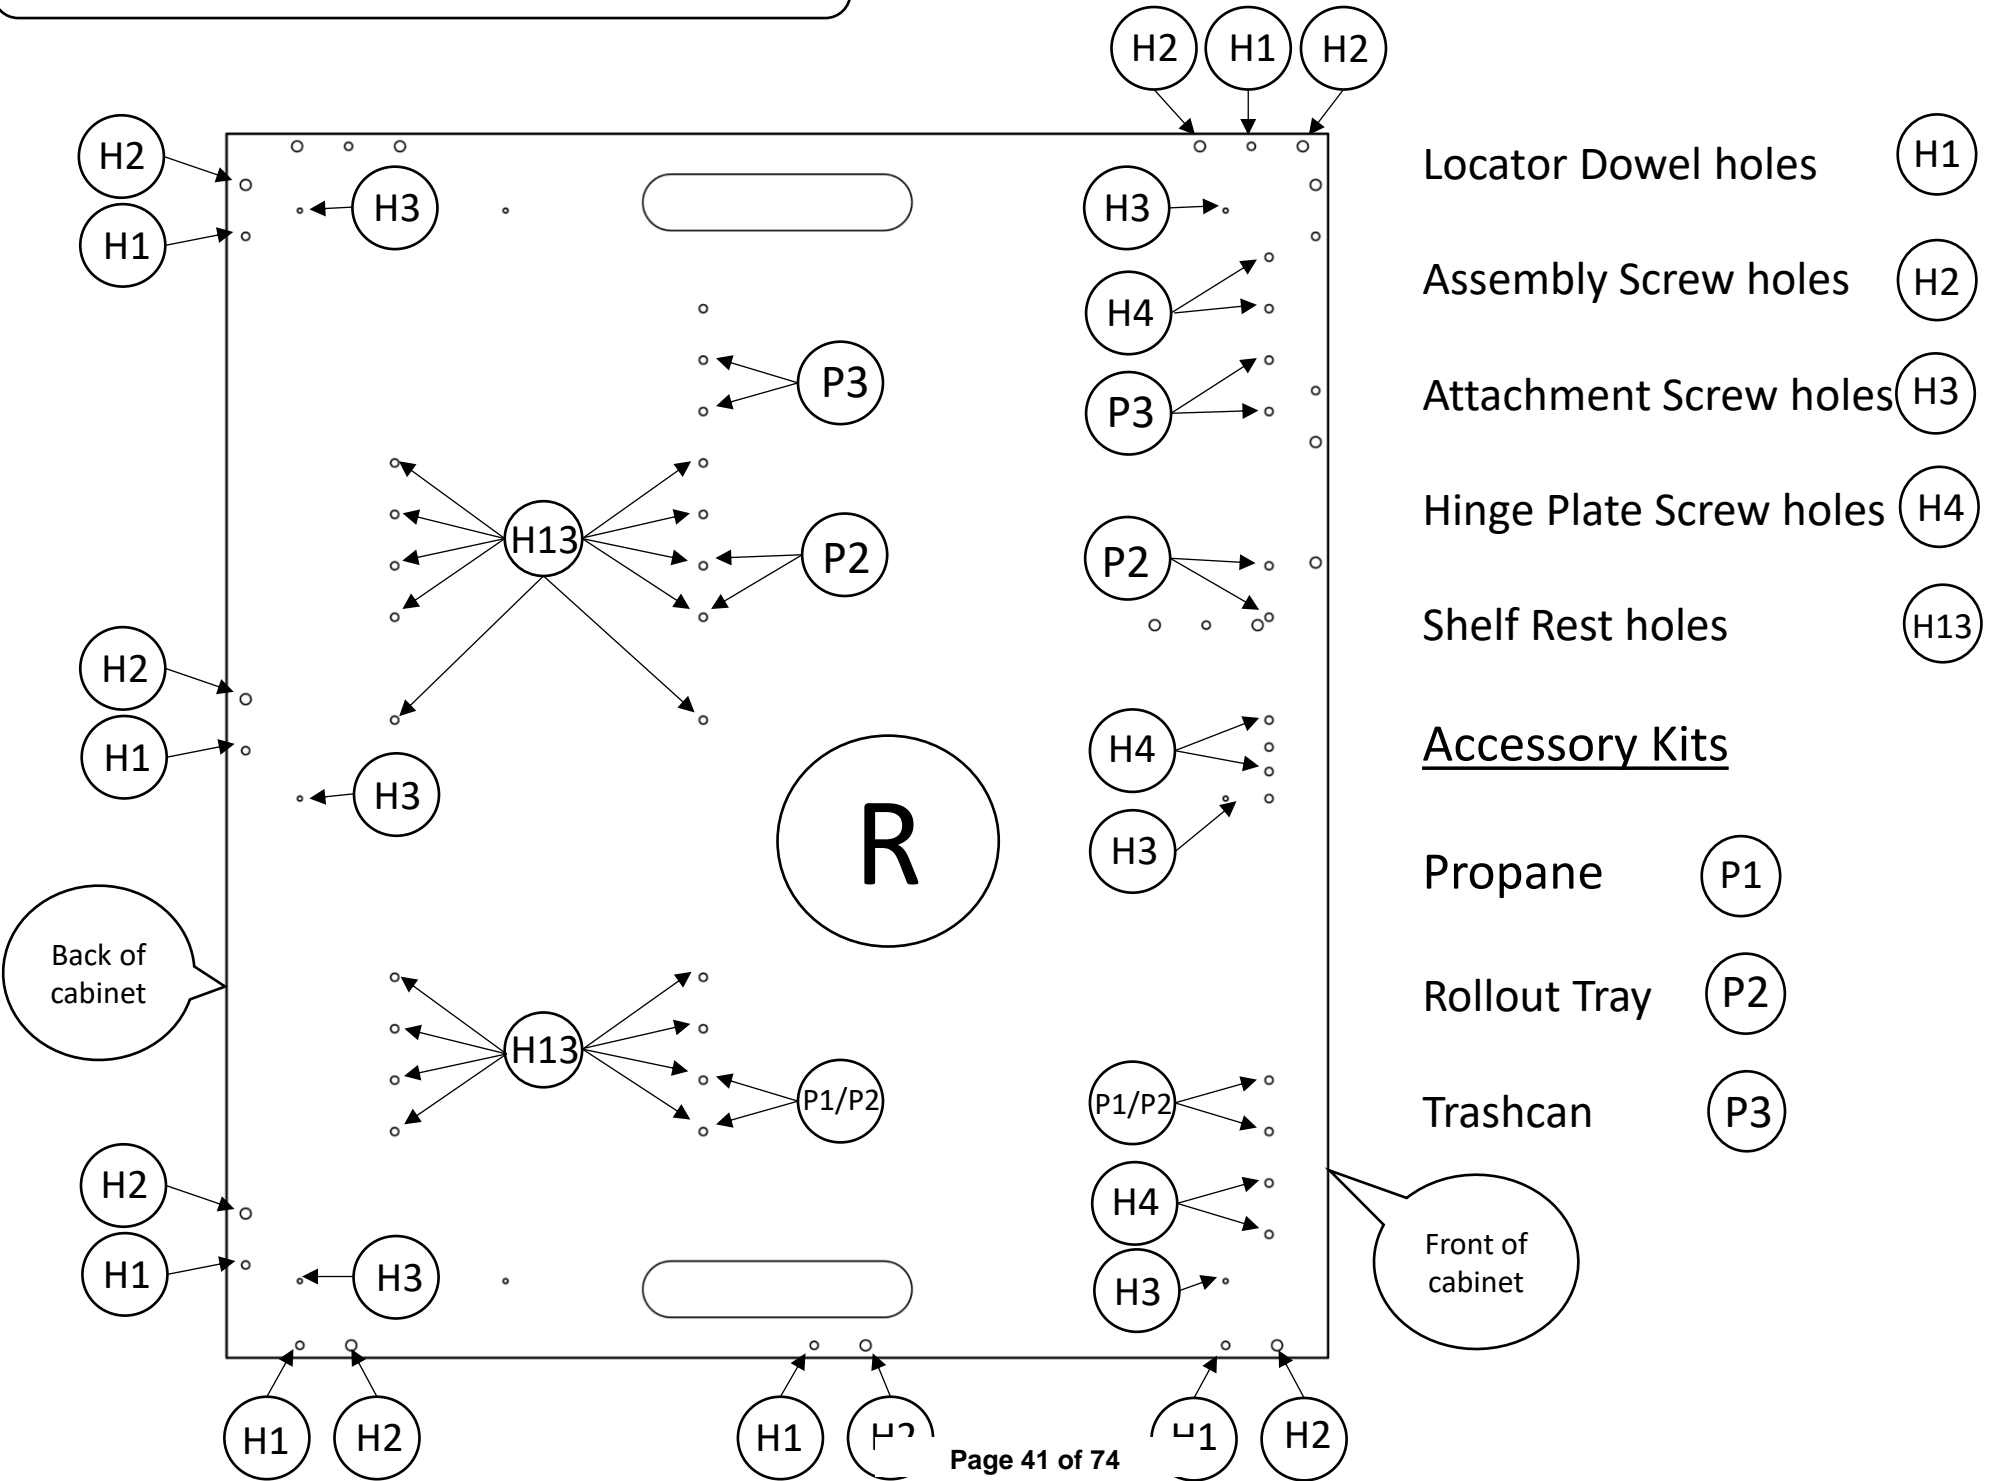 H2 H1 H2
H2
H1
H3
H3
H4
P3
P3
H13
P2
P2
H2
H1
H3
H4
H3
R
Back of
cabinet
H13
P1/P2
P1/P2
H2
H1
H3
H4
H3
Front of
cabinet
H1 H2 H1 H2 H1 H2
Locator Dowel holes H1
Assembly Screw holes H2
Attachment Screw holes H3
Hinge Plate Screw holes H4
Shelf Rest holes H13
Accessory Kits
Propane P1
Rollout Tray P2
Trashcan P3
Page 41 of 74